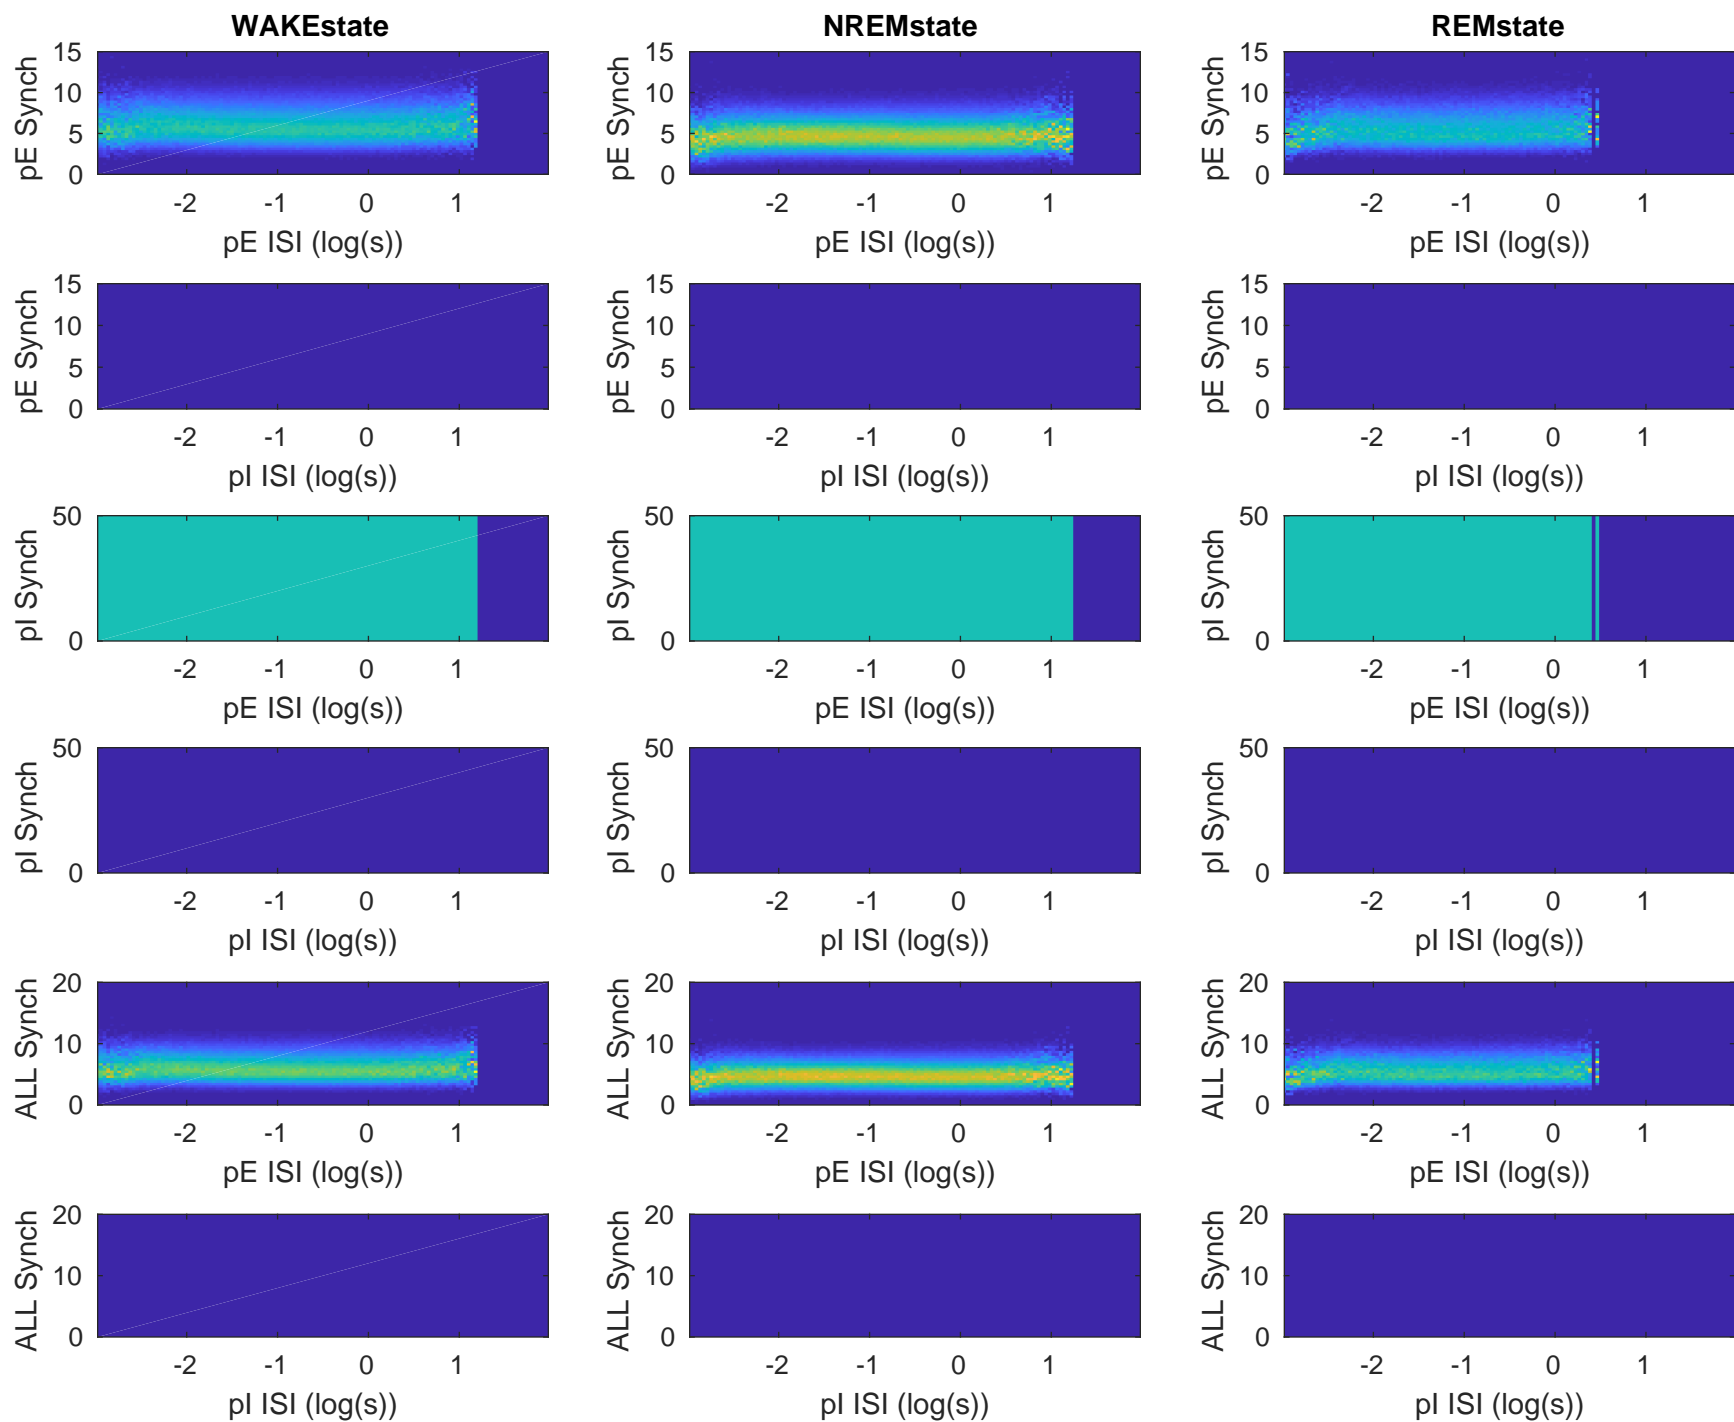 WAKEstate NREMstate REMstate
15 15 15
10 10 10
5 5 5
0 0 0
pE Synch pE Synch pE Synch
-2 -1 0 1 -2 -1 0 1 -2 -1 0 1
pE ISI (log(s)) pE ISI (log(s)) pE ISI (log(s))
15 15 15
10 10 10
5 5 5
0 0 0
pE Synch pE Synch pE Synch
-2 -1 0 1 -2 -1 0 1 -2 -1 0 1
pI ISI (log(s)) pI ISI (log(s)) pI ISI (log(s))
50 50 50
0 0 0
pI Synch pI Synch pI Synch
-2 -1 0 1 -2 -1 0 1 -2 -1 0 1
pE ISI (log(s)) pE ISI (log(s)) pE ISI (log(s))
50 50 50
0 0 0
pI Synch pI Synch pI Synch
-2 -1 0 1 -2 -1 0 1 -2 -1 0 1
pI ISI (log(s)) pI ISI (log(s)) pI ISI (log(s))
20 20 20
10 10 10
0 0 0
ALL Synch ALL Synch ALL Synch
-2 -1 0 1 -2 -1 0 1 -2 -1 0 1
pE ISI (log(s)) pE ISI (log(s)) pE ISI (log(s))
20 20 20
10 10 10
0 0 0
ALL Synch ALL Synch ALL Synch
-2 -1 0 1 -2 -1 0 1 -2 -1 0 1
pI ISI (log(s)) pI ISI (log(s)) pI ISI (log(s))